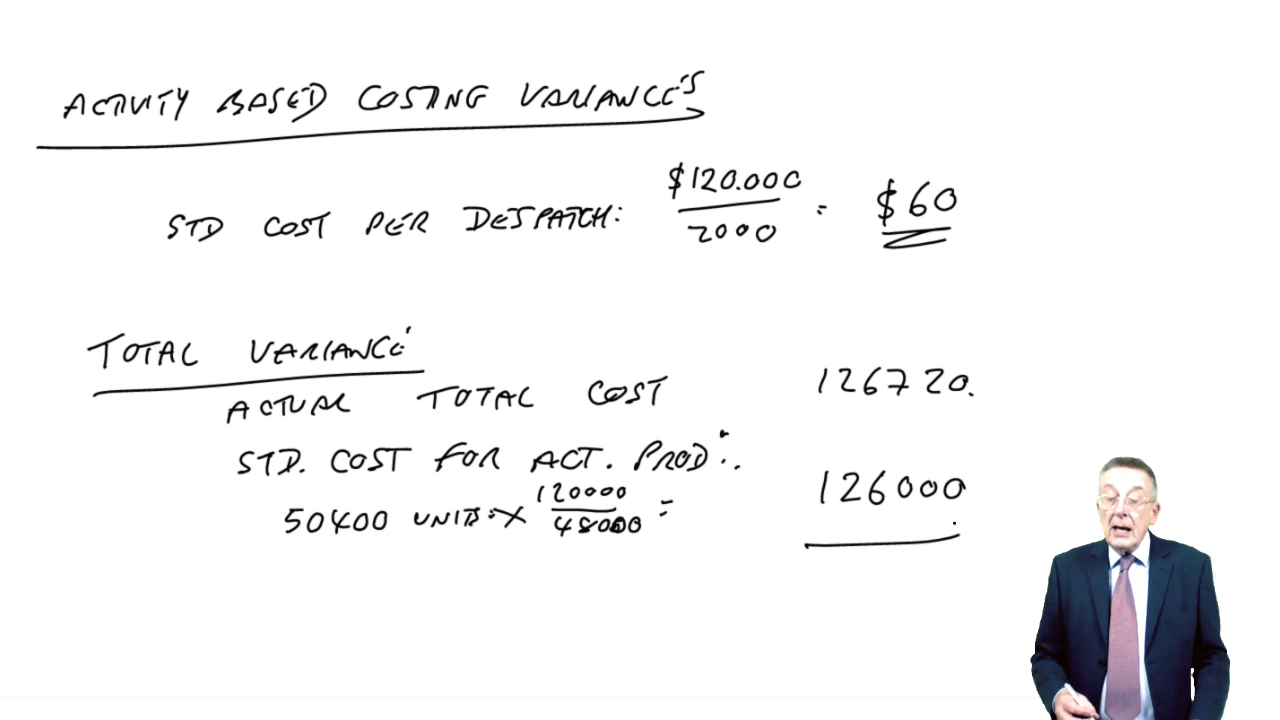 ACTIVITY BASED COSTING VARIANCE'S
STD COST PER DESPATCH: $120.000 / 2000 = $60
TOTAL VARIANCE:
ACTUAL TOTAL COST 126720.
STD. COST FOR ACT. PROD:.
50400 UNITS × 120000 / 48000 = 126000